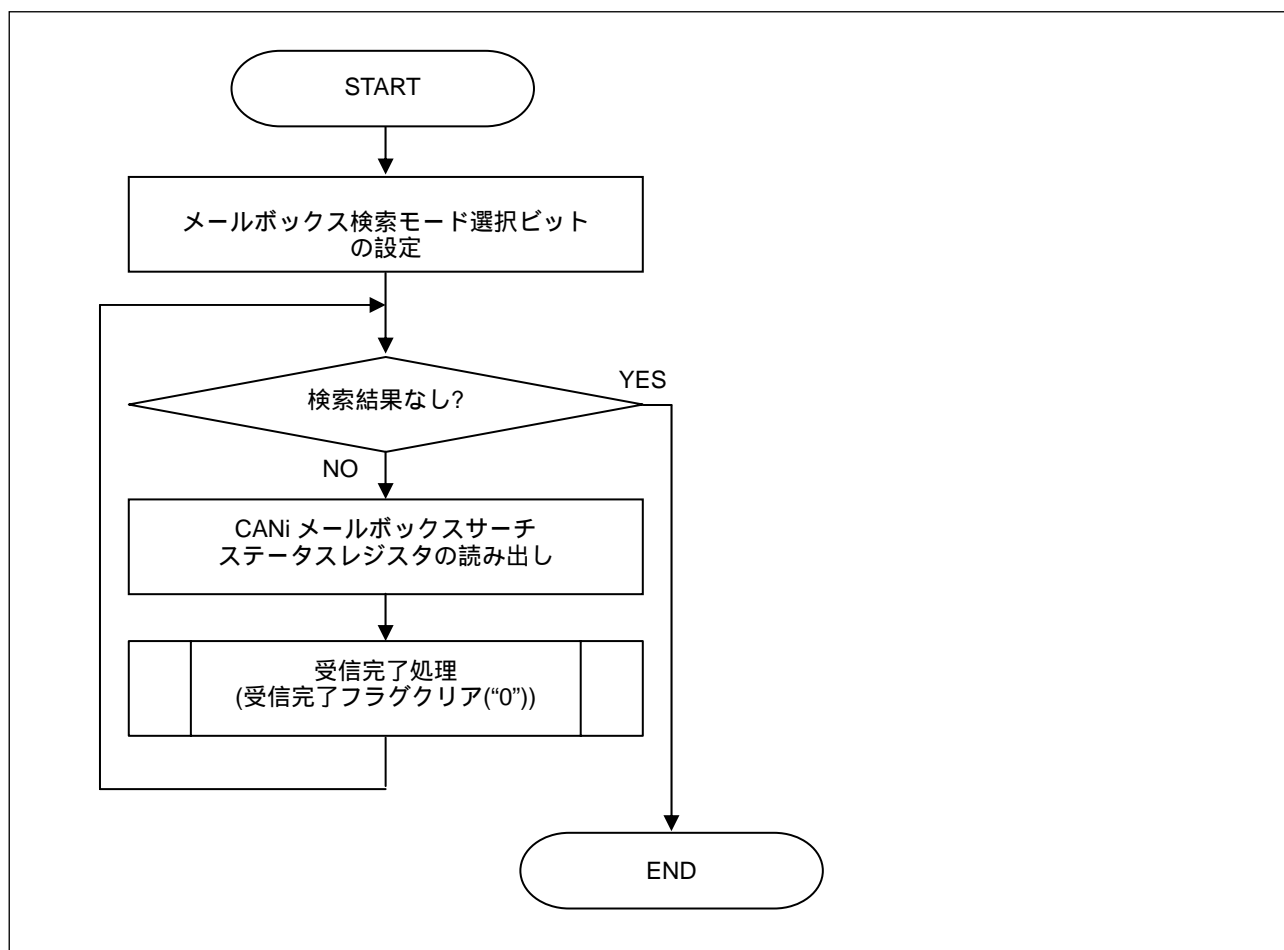 START
メールボックス検索モード選択ビット
の設定
検索結果なし?
YES
NO
CANi メールボックスサーチ
ステータスレジスタの読み出し
受信完了処理
(受信完了フラグクリア(“0”))
END